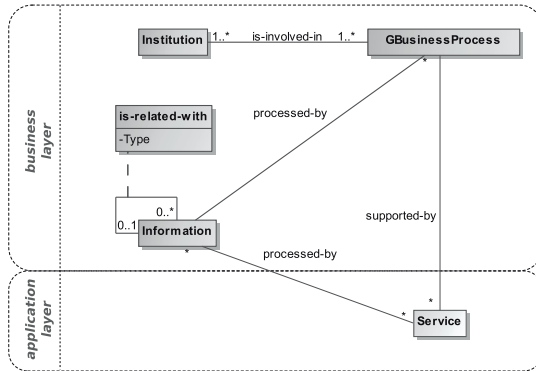 Institution
1..*
is-involved-in
1..*
GBusinessProcess
*
processed-by
is-related-with
-Type
business
layer
0..*
0..1
Information
*
supported-by
processed-by
application
layer
*
*
Service